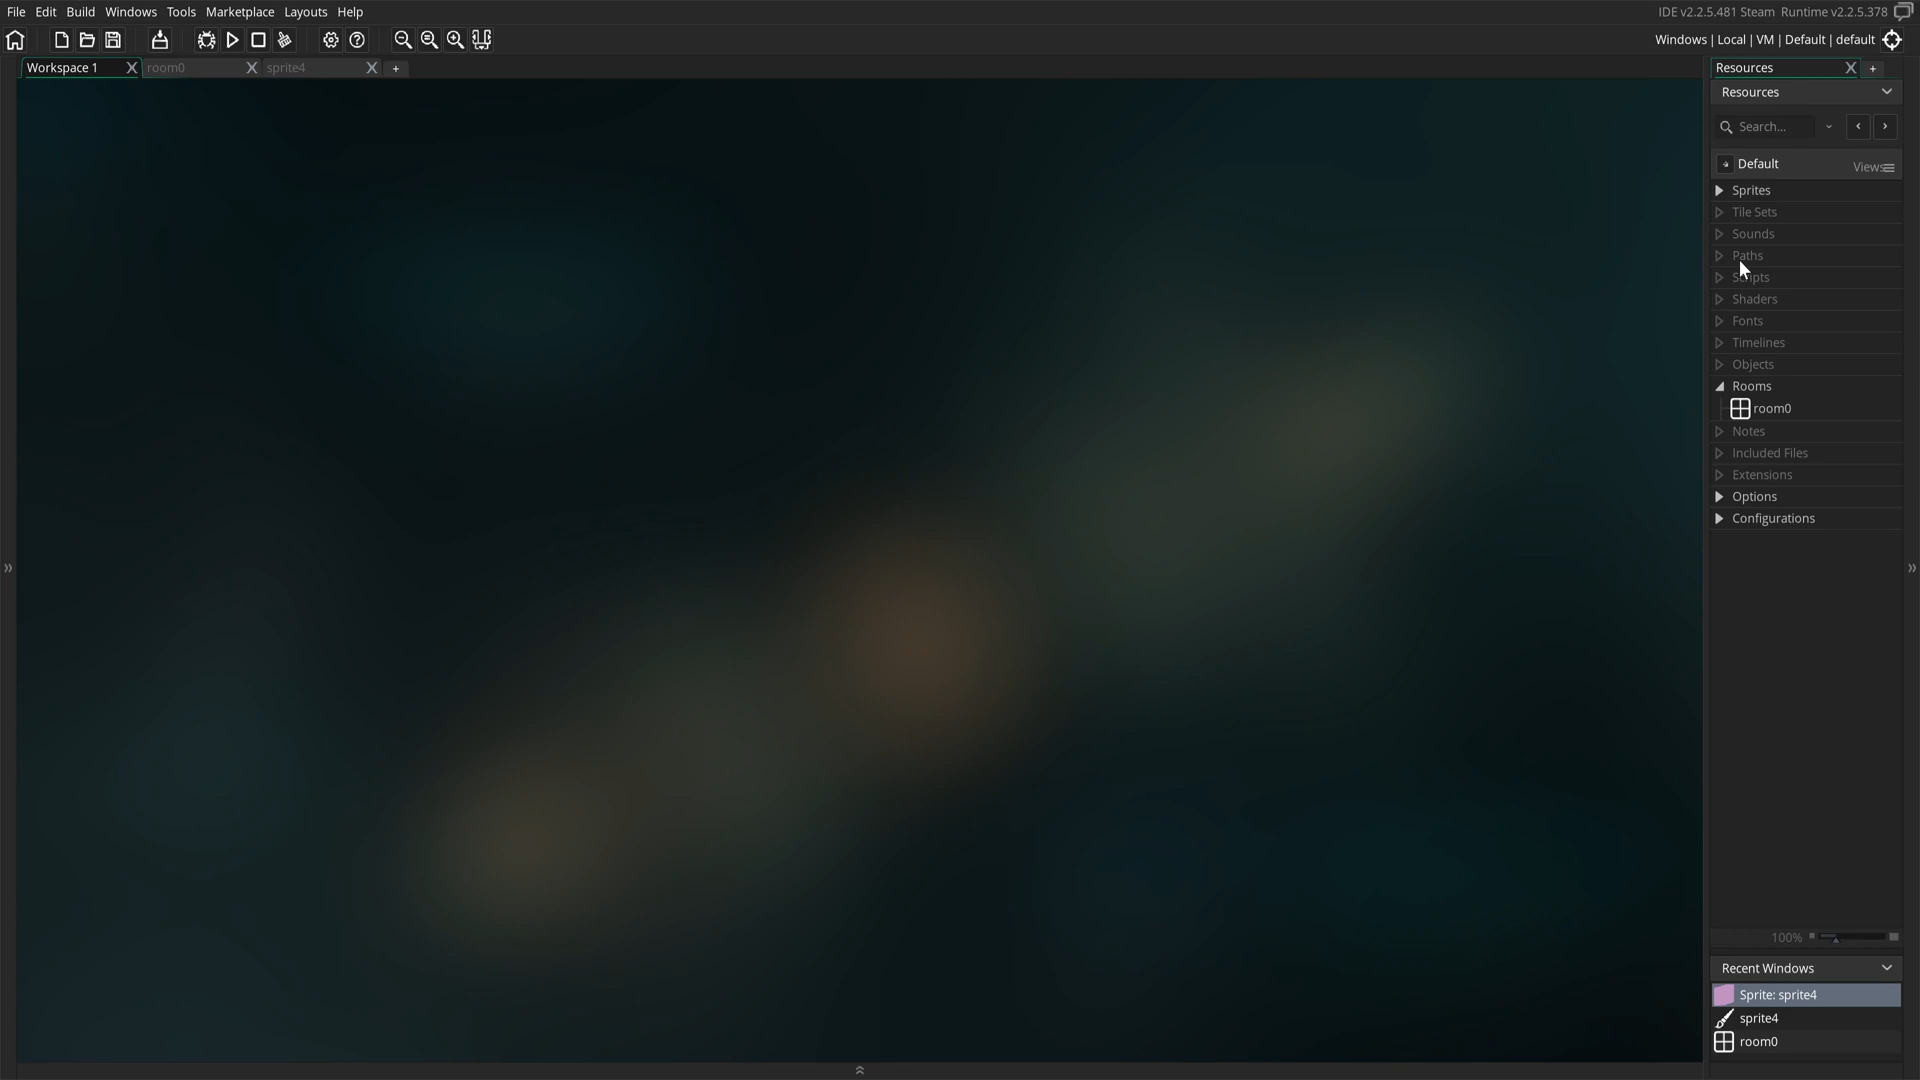 File Edit Build Windows Tools Marketplace Layouts Help
IDE v2.2.5.481 Steam Runtime v2.2.5.378
Windows | Local | VM | Default | default
Workspace 1
room0
sprite4
Resources
Resources
Search...
Default
Views
Sprites
Tile Sets
Sounds
Paths
Scripts
Shaders
Fonts
Timelines
Objects
Rooms
room0
Notes
Included Files
Extensions
Options
Configurations
100%
Recent Windows
Sprite: sprite4
sprite4
room0